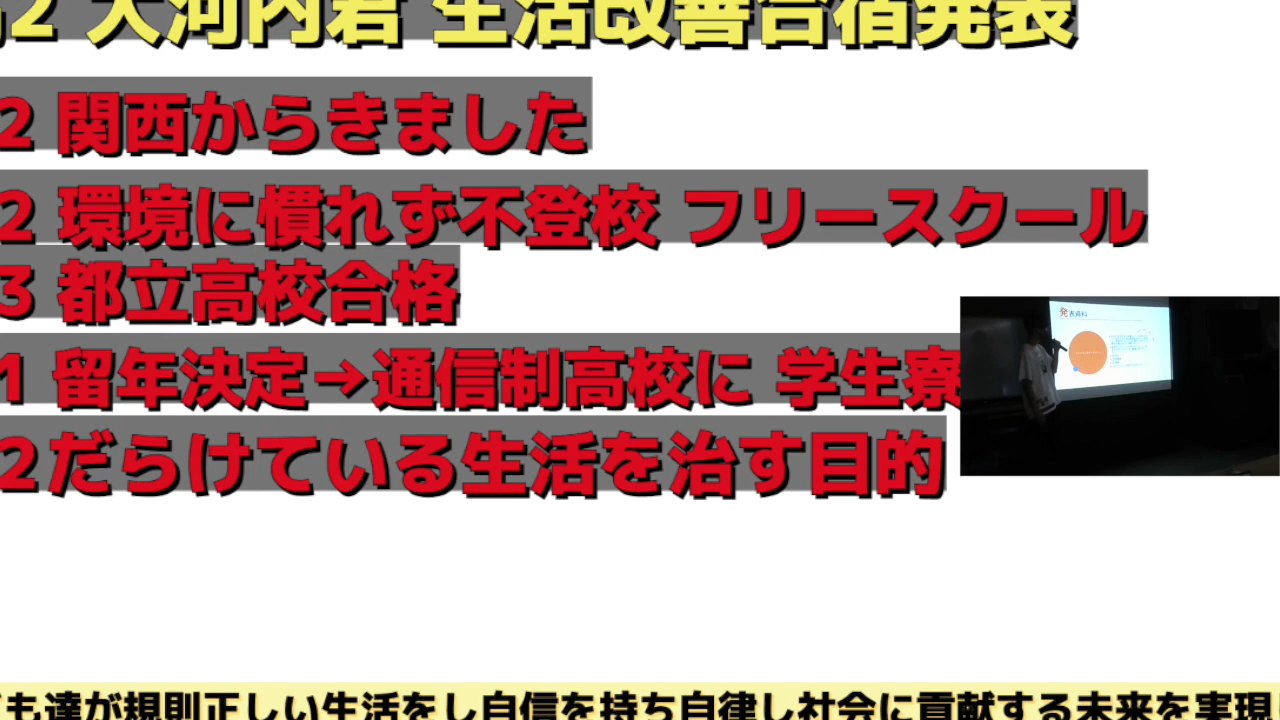 2 大河内君 生活改善合宿発表
2 関西からきました
2 環境に慣れず不登校 フリースクール
3 都立高校合格
1 留年決定→通信制高校に 学生寮
2だらけている生活を治す目的
発表資料
も達が規則正しい生活をし自信を持ち自律し社会に貢献する未来を実現